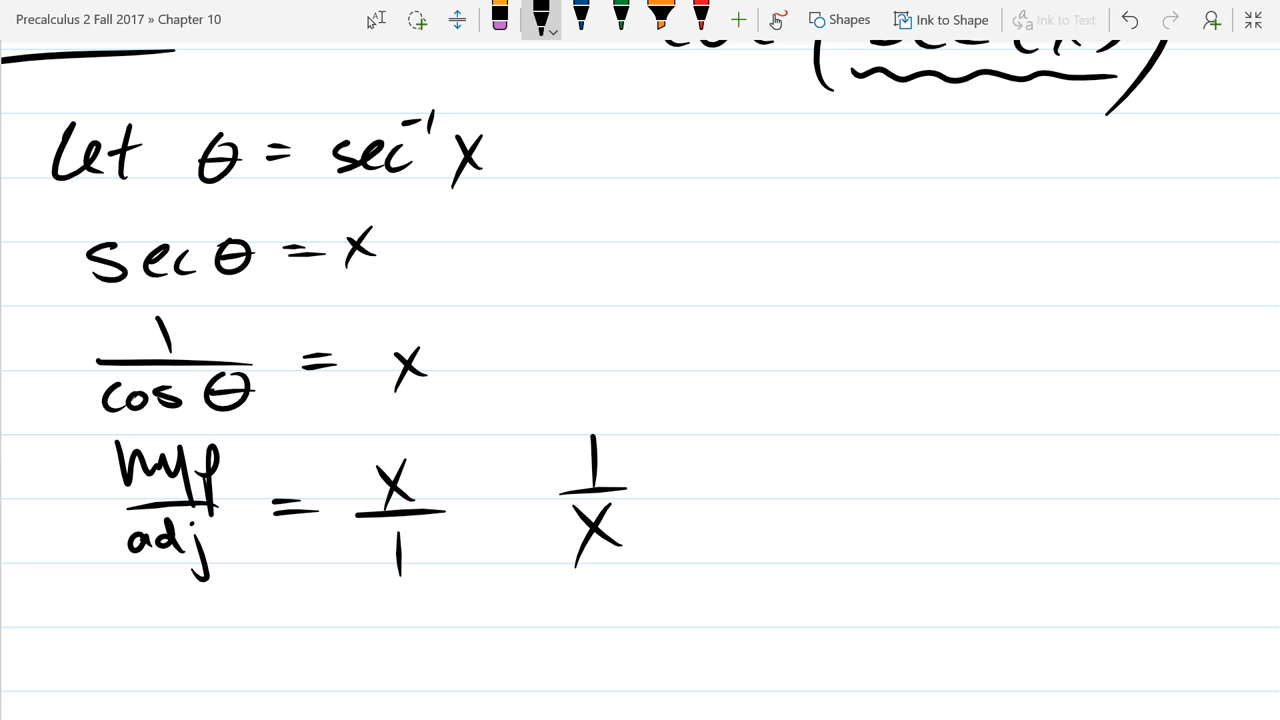 Precalculus 2 Fall 2017 » Chapter 10
Shapes
Ink to Shape
Ink to Text
Let θ = sec⁻¹ x
sec θ = x
1/cos θ = x
hyp/adj = x/1 1/x